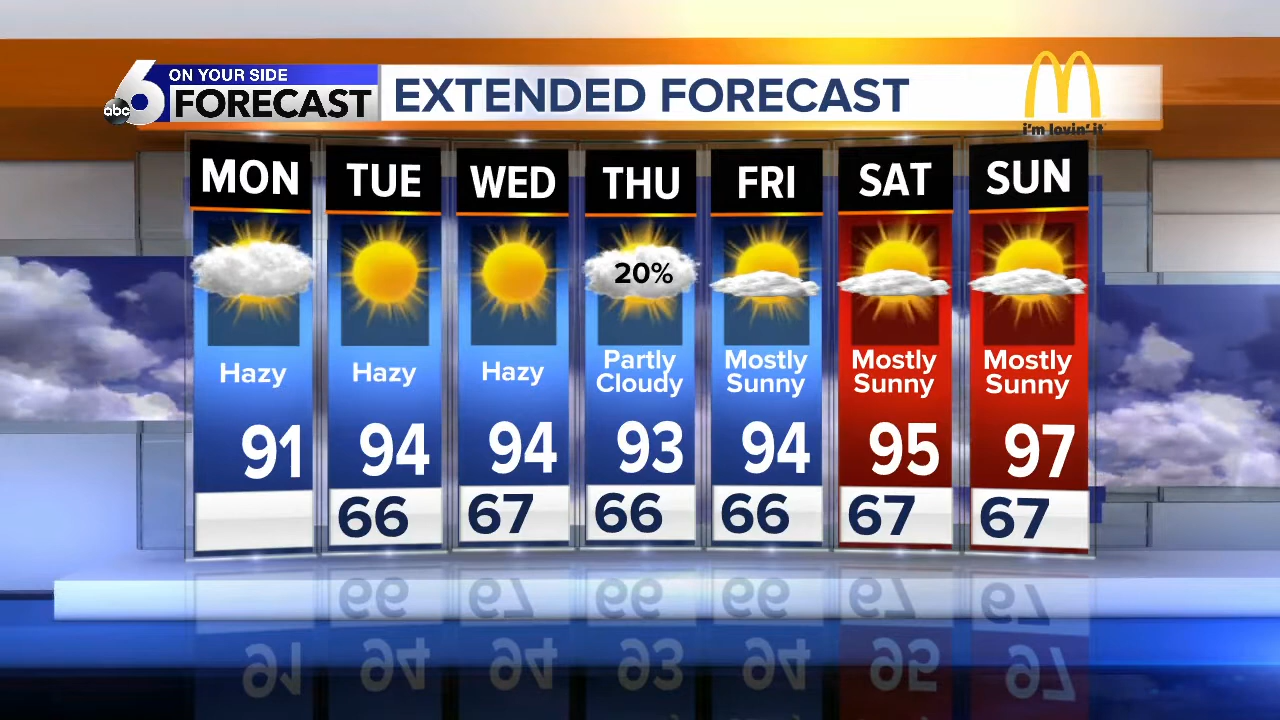 ON YOUR SIDE
abc 6 FORECAST
EXTENDED FORECAST
i'm lovin' it
MON TUE WED THU FRI SAT SUN
20%
Hazy Hazy Hazy Partly Cloudy Mostly Sunny Mostly Sunny Mostly Sunny
91 94 94 93 94 95 97
66 67 66 66 67 67